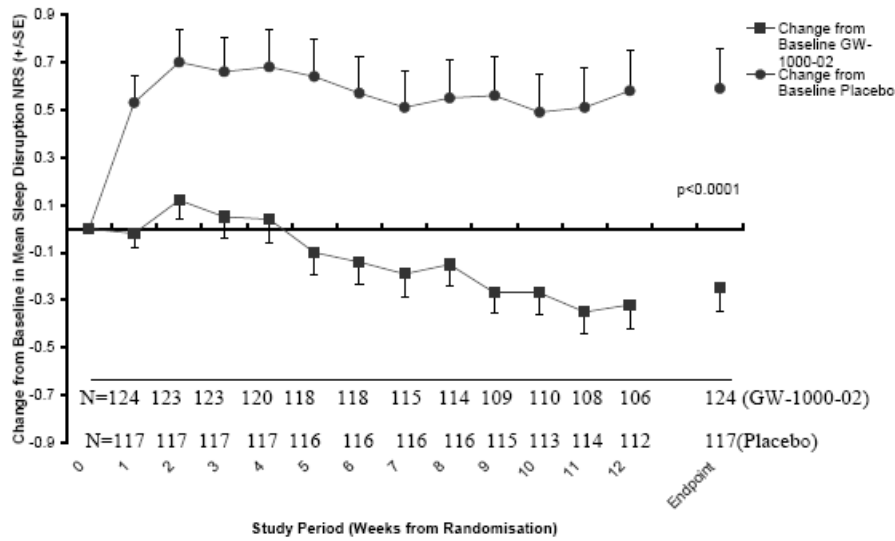 Change from Baseline in Mean Sleep Disruption NRS (+/-SE)
0.9
0.7
0.5
0.3
0.1
-0.1
-0.3
-0.5
-0.7
-0.9
Change from
Baseline GW-
1000-02
Change from
Baseline Placebo
p<0.0001
N=124 123 123 120 118 118 115 114 109 110 108 106 124 (GW-1000-02)
N=117 117 117 117 116 116 116 116 115 113 114 112 117(Placebo)
0 1 2 3 4 5 6 7 8 9 10 11 12 Endpoint
Study Period (Weeks from Randomisation)